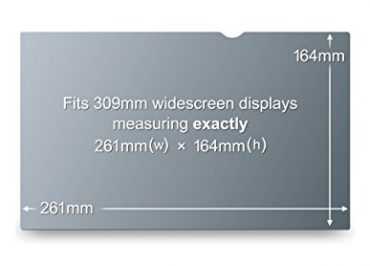 164mm
Fits 309mm widescreen displays
measuring exactly
261mm(w) × 164mm(h)
261mm